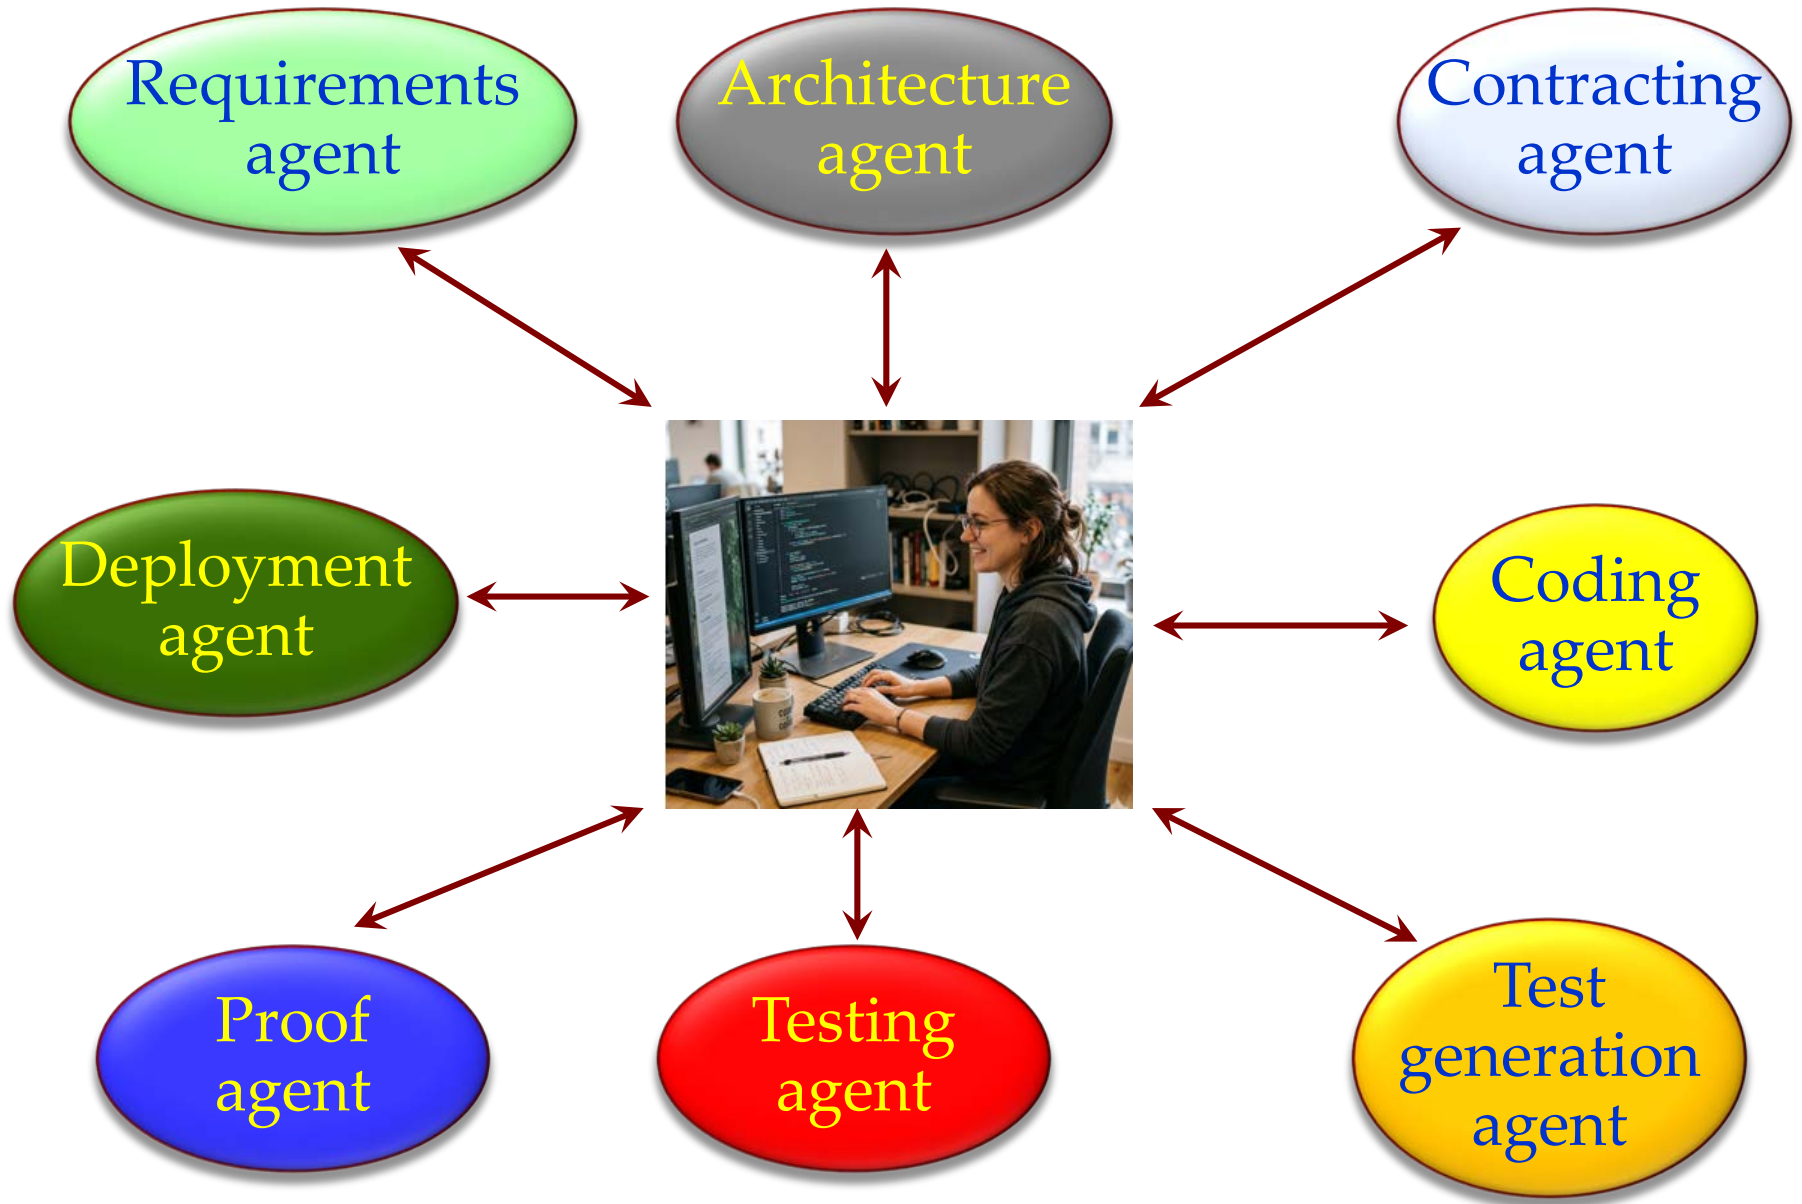 Requirements
agent
Architecture
agent
Contracting
agent
Deployment
agent
Coding
agent
Proof
agent
Testing
agent
Test
generation
agent